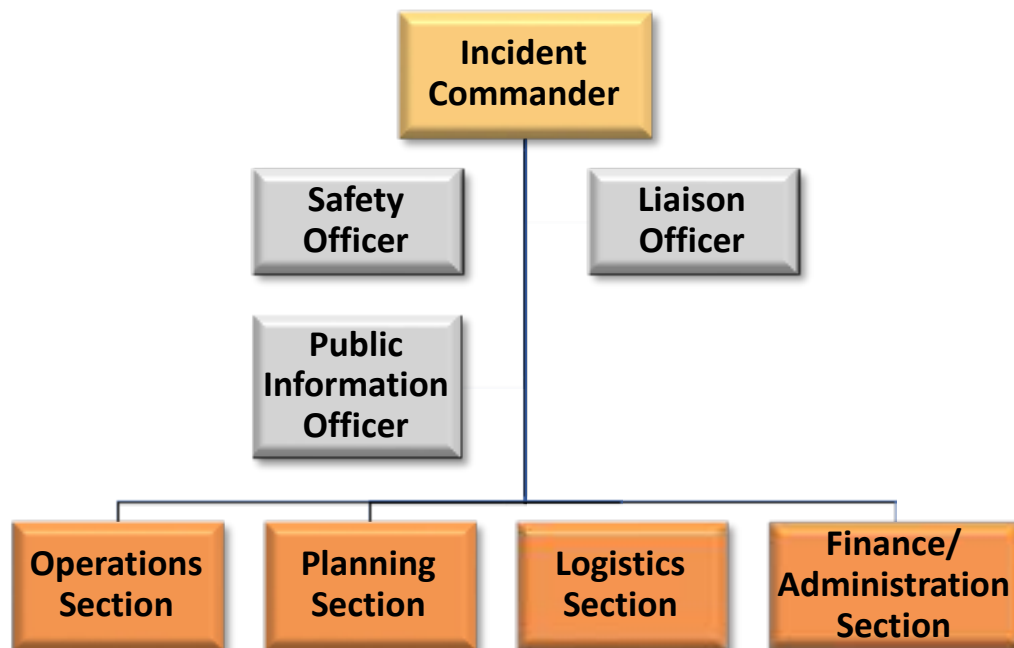 Incident
Commander
Safety
Officer
Liaison
Officer
Public
Information
Officer
Operations
Section
Planning
Section
Logistics
Section
Finance/
Administration
Section